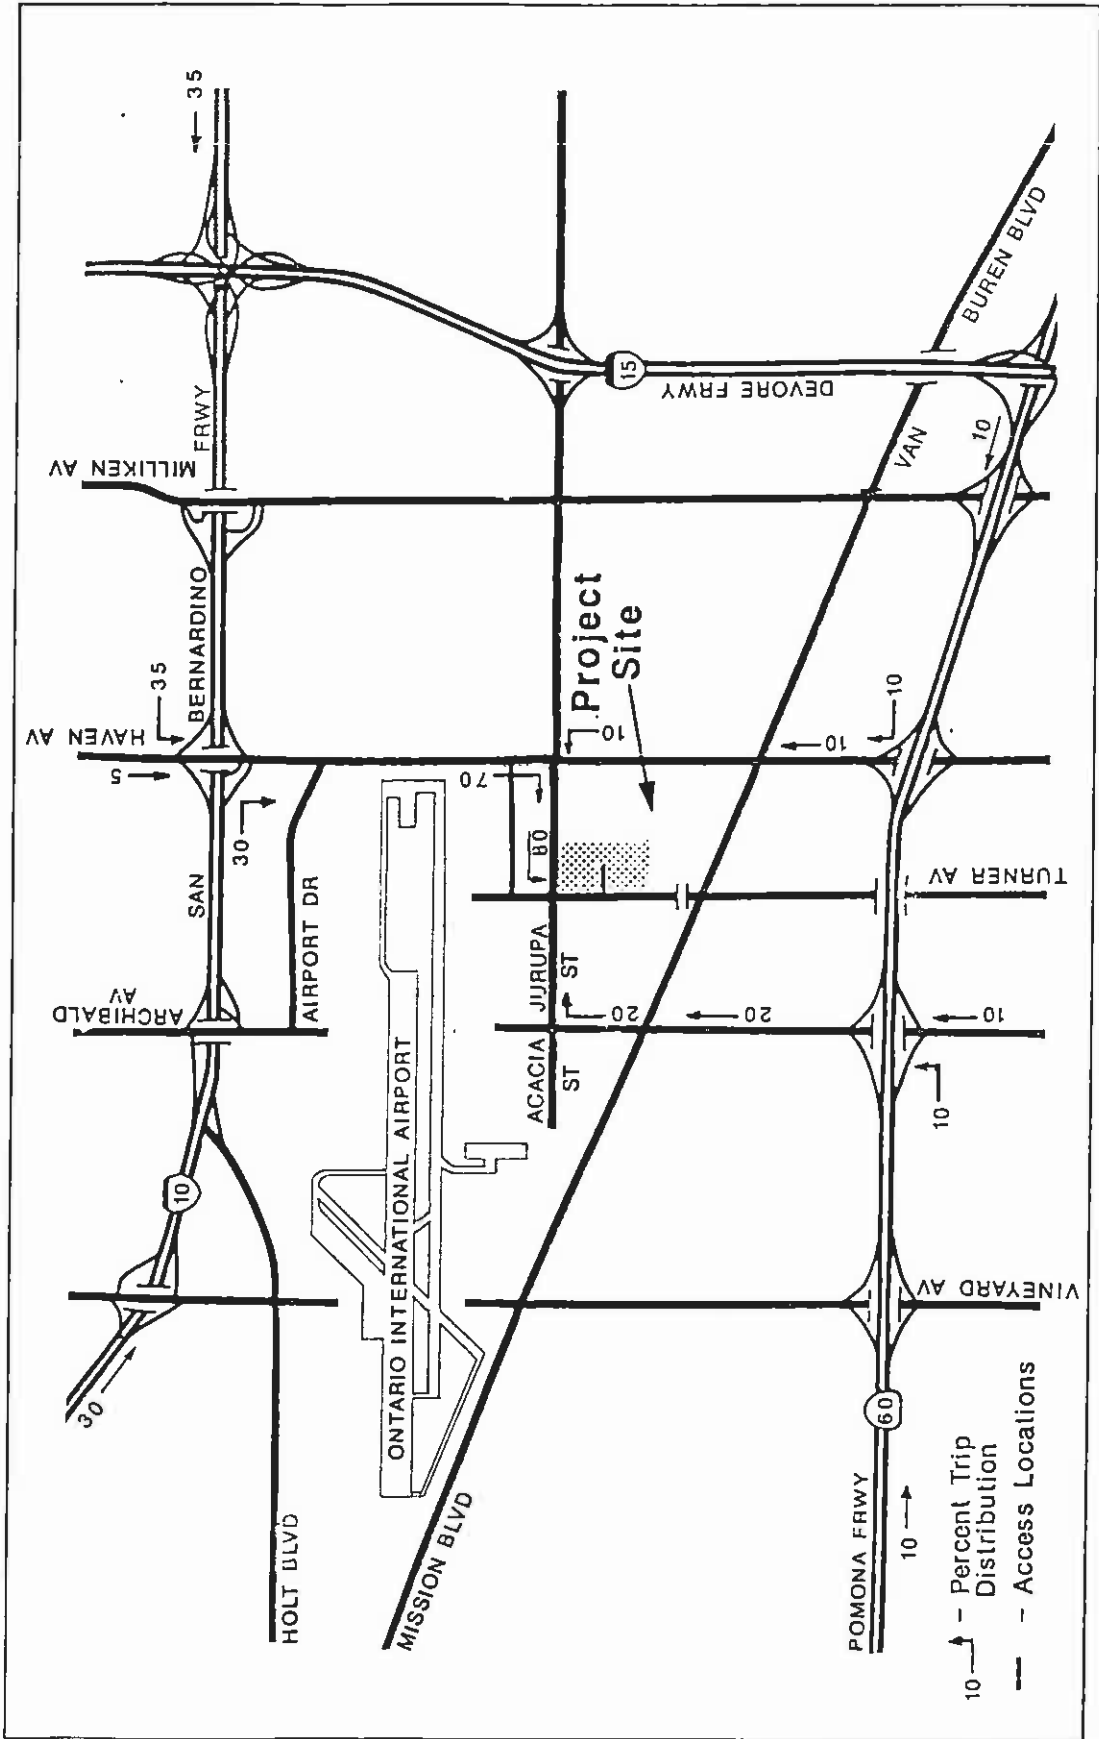 35
FRWY
MILLIKEN AV
BERNARDINO
35
HAVEN AV
5
30
SAN
AIRPORT DR
ARCHIBALD
AV
10
30
HOLT BLVD
ONTARIO INTERNATIONAL AIRPORT
MISSION BLVD
15
DEVORE FRWY
VAN
BUREN BLVD
10
Project
Site
10
70
80
JURUPA
ST
ACACIA
ST
20
20
10
10
10
10
TURNER AV
VINEYARD AV
60
POMONA FRWY
10
10 – Percent Trip
Distribution
– Access Locations